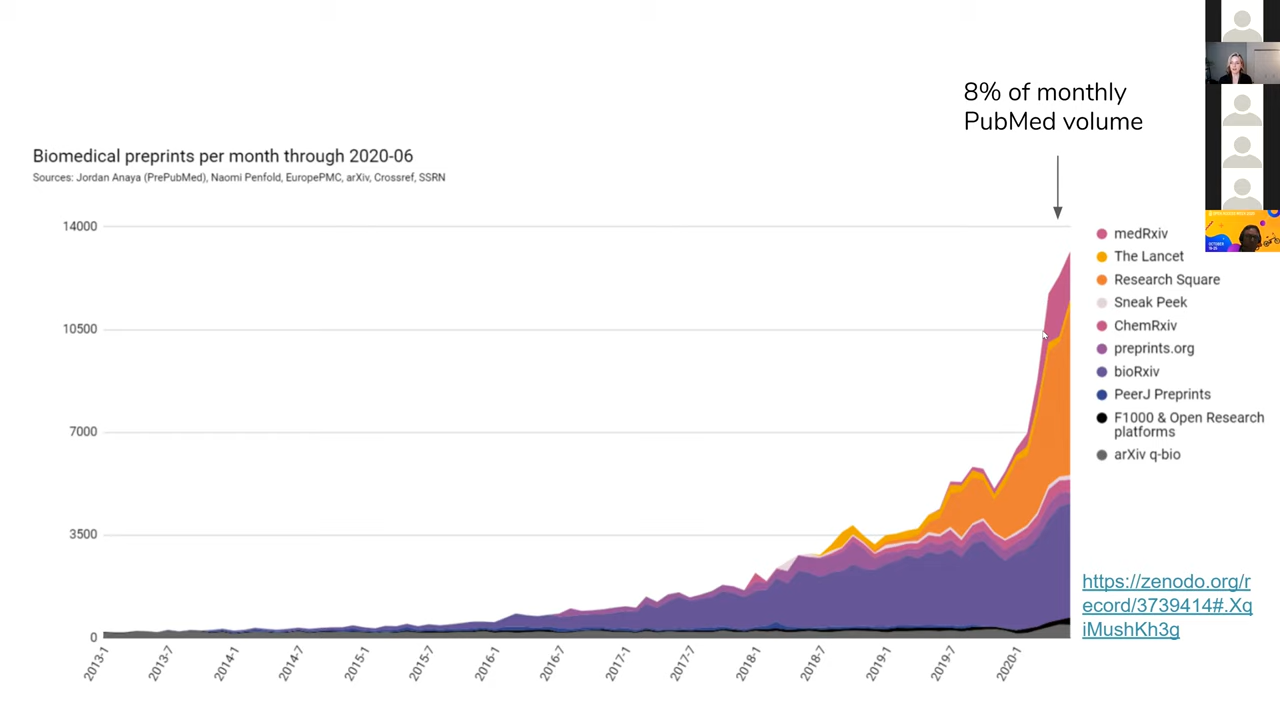 8% of monthly
PubMed volume
Biomedical preprints per month through 2020-06
Sources: Jordan Anaya (PrePubMed), Naomi Penfold, EuropePMC, arXiv, Crossref, SSRN
14000
10500
7000
3500
0
2013-1
2013-7
2014-1
2014-7
2015-1
2015-7
2016-1
2016-7
2017-1
2017-7
2018-1
2018-7
2019-1
2019-7
2020-1
medRxiv
The Lancet
Research Square
Sneak Peek
ChemRxiv
preprints.org
bioRxiv
PeerJ Preprints
F1000 & Open Research
platforms
arXiv q-bio
https://zenodo.org/r
ecord/3739414#.Xq
iMushKh3g